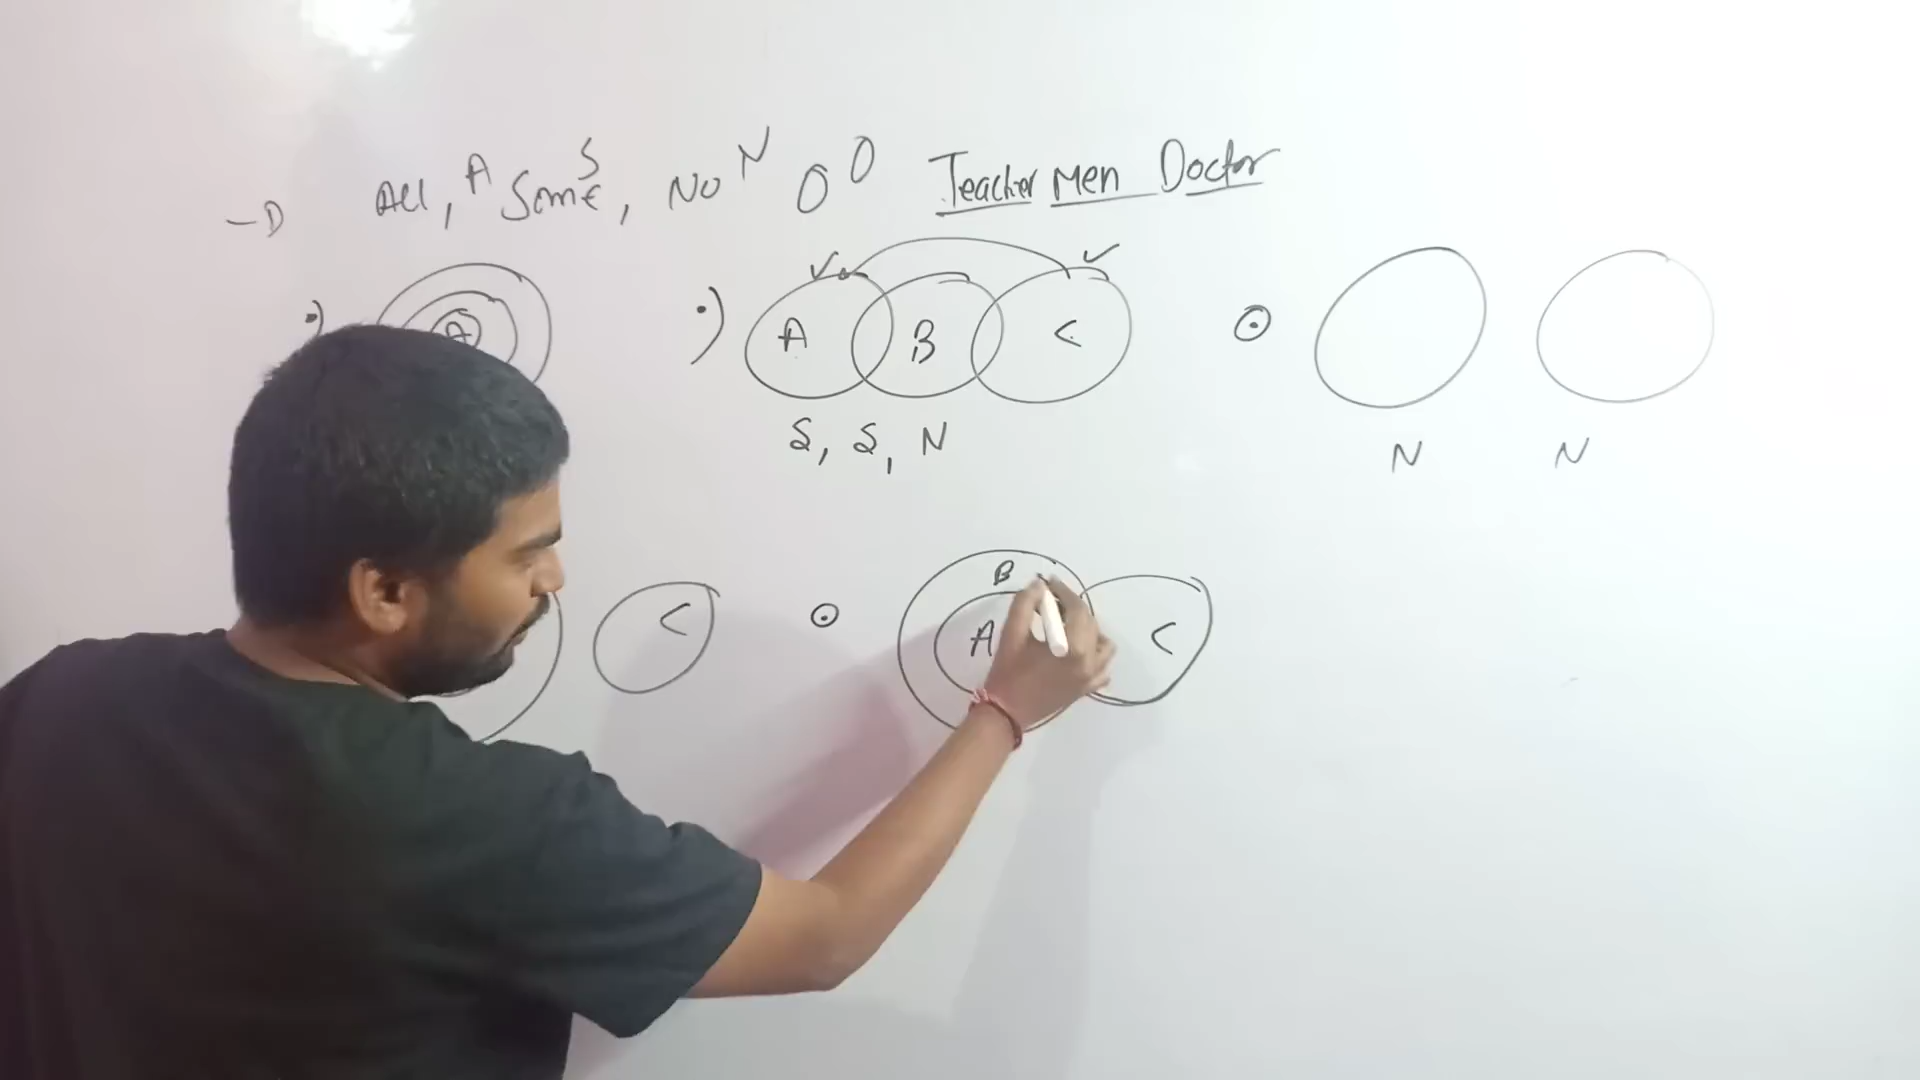 All, A Some S, No N O O Teacher Men Doctor
A
A B C
S, S, N
N N
C
B
A C